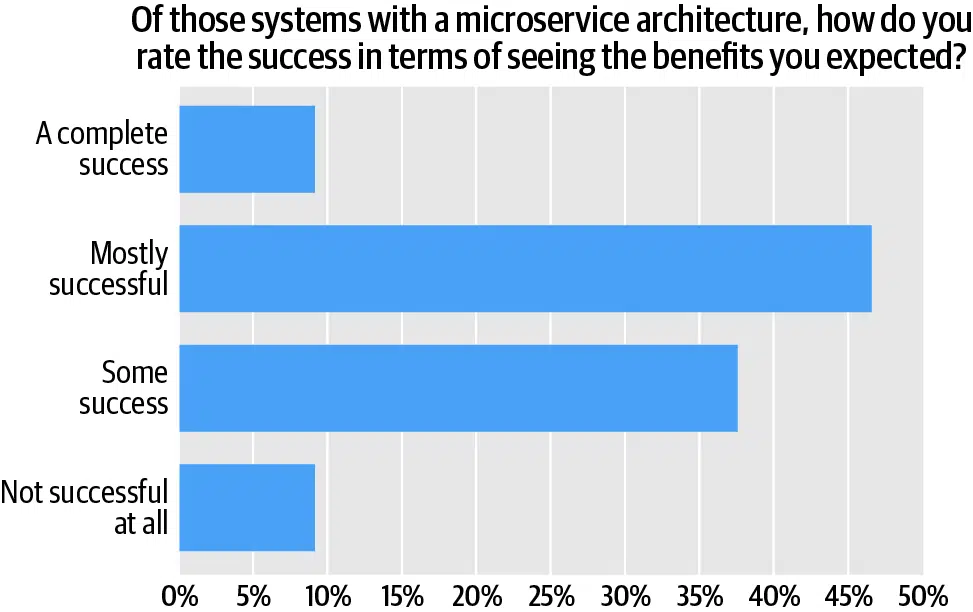 Of those systems with a microservice architecture, how do you
rate the success in terms of seeing the benefits you expected?
A complete
success
Mostly
successful
Some
success
Not successful
at all
0% 5% 10% 15% 20% 25% 30% 35% 40% 45% 50%